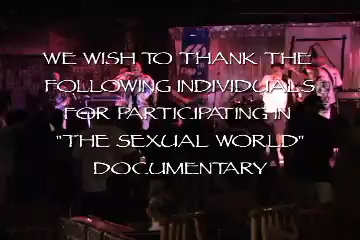 WE WISH TO THANK THE
FOLLOWING INDIVIDUALS
FOR PARTICIPATING IN
"THE SEXUAL WORLD"
DOCUMENTARY